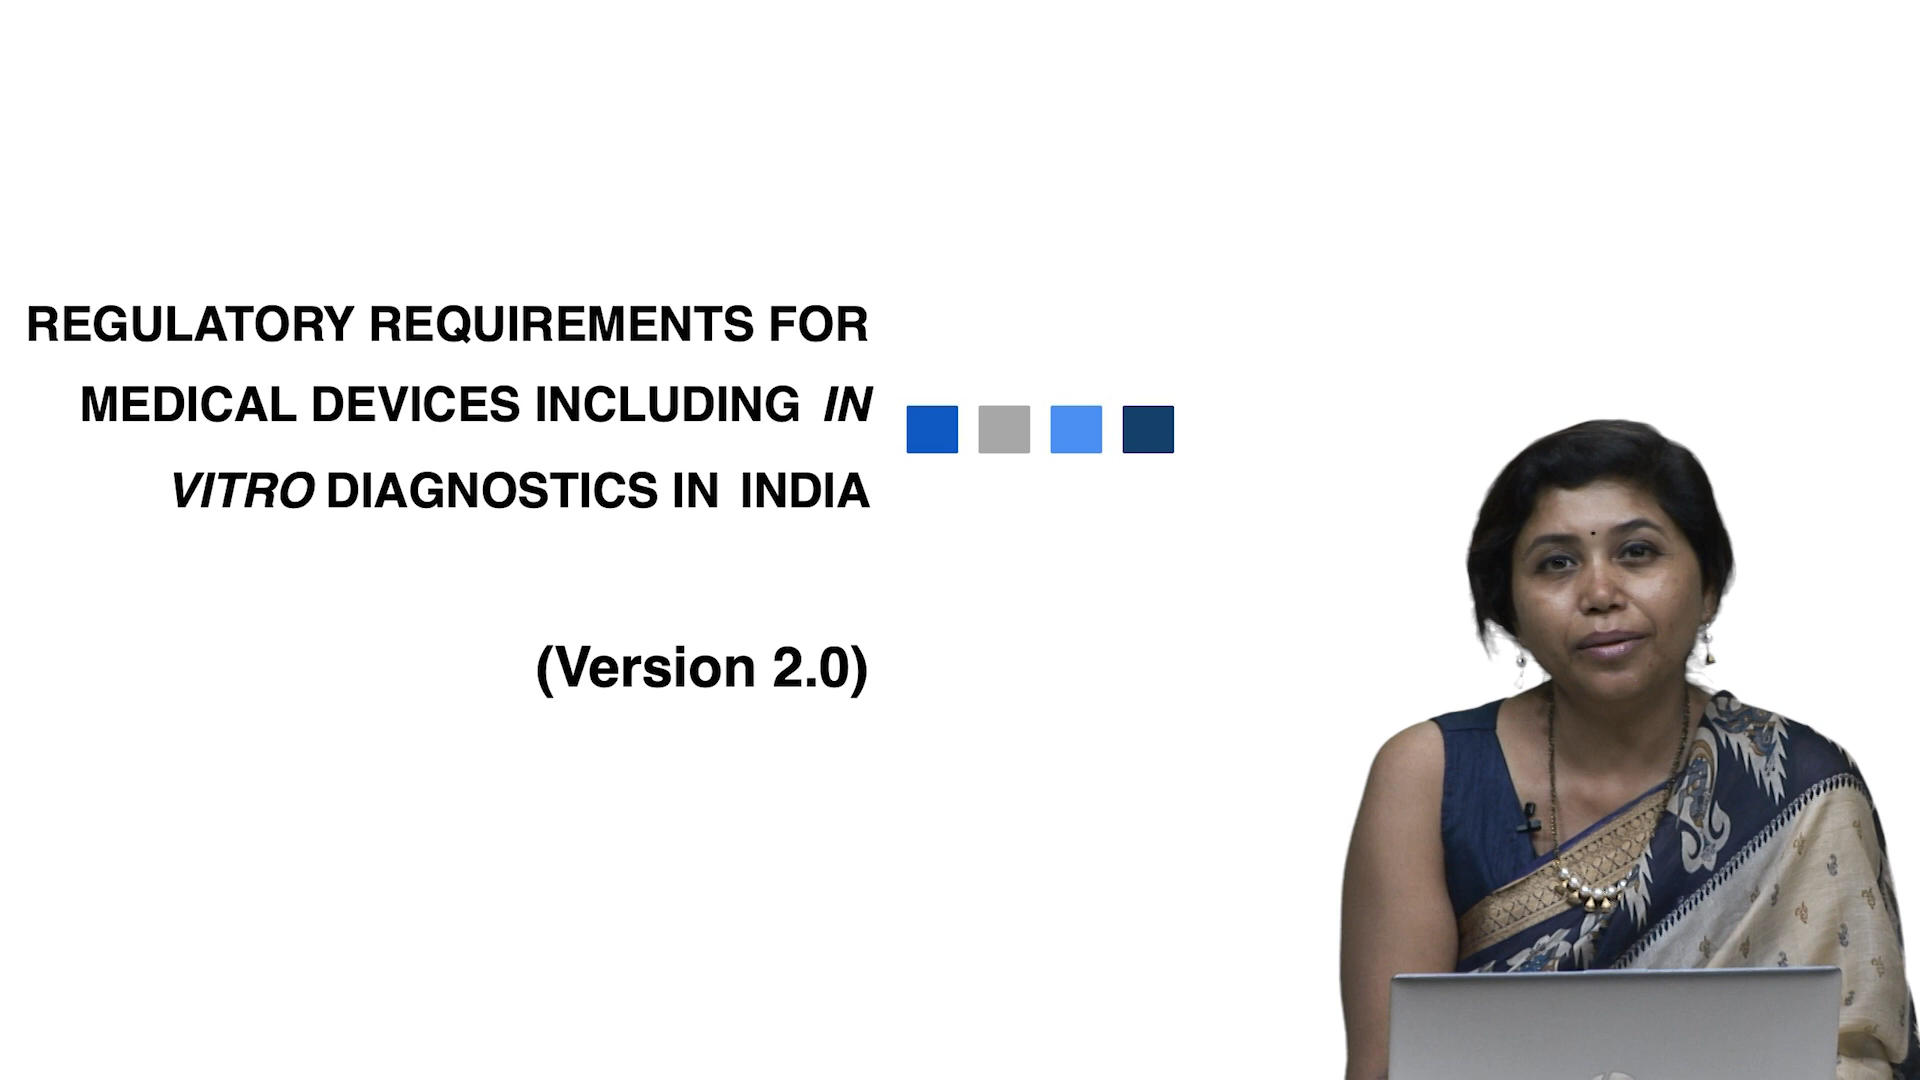 REGULATORY REQUIREMENTS FOR
MEDICAL DEVICES INCLUDING IN
VITRO DIAGNOSTICS IN INDIA
(Version 2.0)